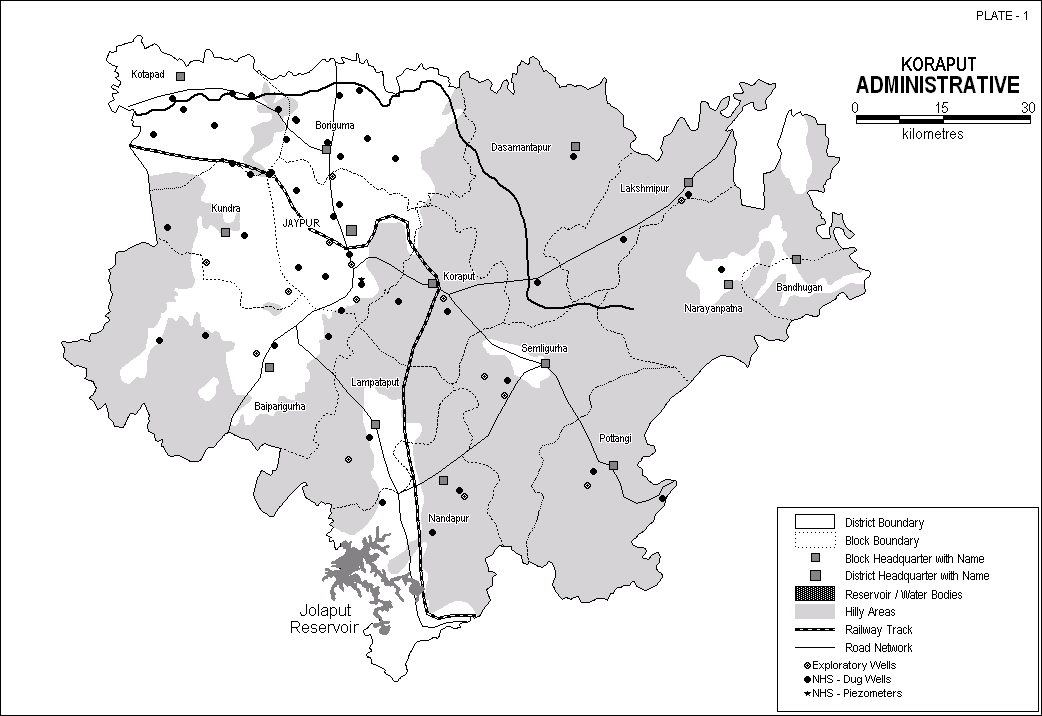 PLATE - 1
KORAPUT
ADMINISTRATIVE
0 15 30
kilometres
Kotapad
Boriguma
Dasamantapur
Lakshmipur
Kundra
JAYPUR
Koraput
Bandhugan
Narayanpatna
Semligurha
Lampataput
Baiparigurha
Pottangi
Nandapur
Jolaput
Reservoir
District Boundary
Block Boundary
Block Headquarter with Name
District Headquarter with Name
Reservoir / Water Bodies
Hilly Areas
Railway Track
Road Network
Exploratory Wells
NHS - Dug Wells
NHS - Piezometers